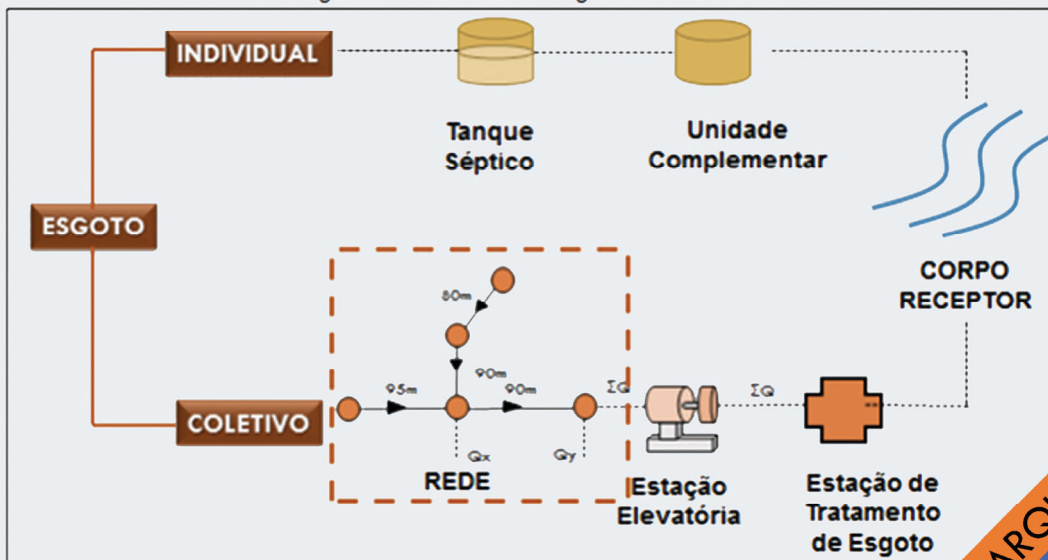 INDIVIDUAL
Tanque
Séptico
Unidade
Complementar
ESGOTO
CORPO
RECEPTOR
80m
95m
90m
90m
ΣQ
ΣQ
COLETIVO
Qx
Qy
REDE
Estação
Elevatória
Estação de
Tratamento
de Esgoto